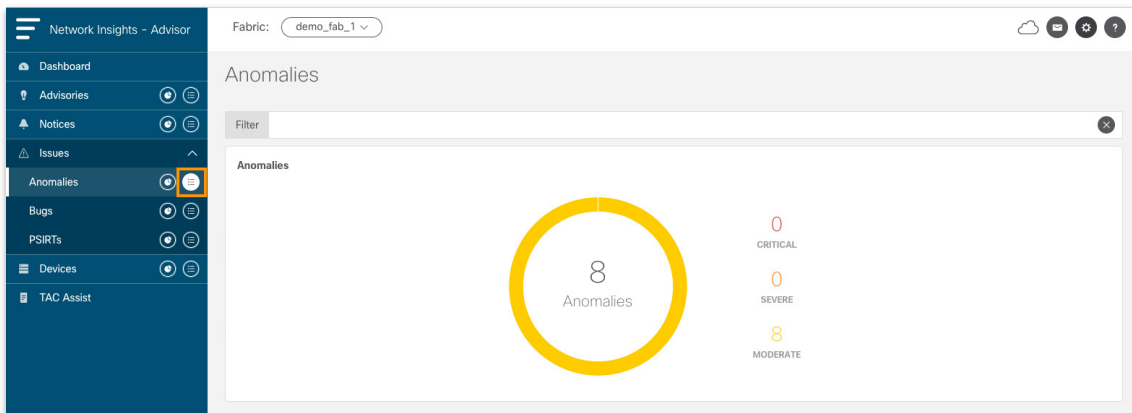 Network Insights - Advisor
Fabric: demo_fab_1
?
Dashboard
Advisories
Notices
Issues
Anomalies
Bugs
PSIRTs
Devices
TAC Assist
Anomalies
Filter
Anomalies
8
Anomalies
0
CRITICAL
0
SEVERE
8
MODERATE